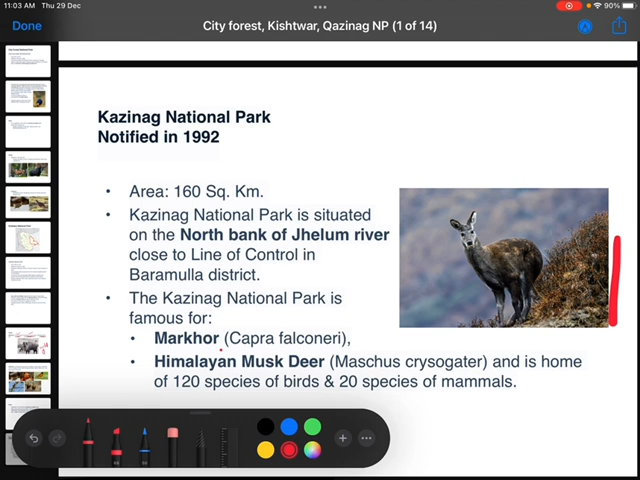 11:03 AM Thu 29 Dec
90%
Done
City forest, Kishtwar, Qazinag NP (1 of 14)
Kazinag National Park
Notified in 1992
• Area: 160 Sq. Km.
• Kazinag National Park is situated
on the North bank of Jhelum river
close to Line of Control in
Baramulla district.
• The Kazinag National Park is
famous for:
• Markhor (Capra falconeri),
• Himalayan Musk Deer (Maschus crysogater) and is home
of 120 species of birds & 20 species of mammals.